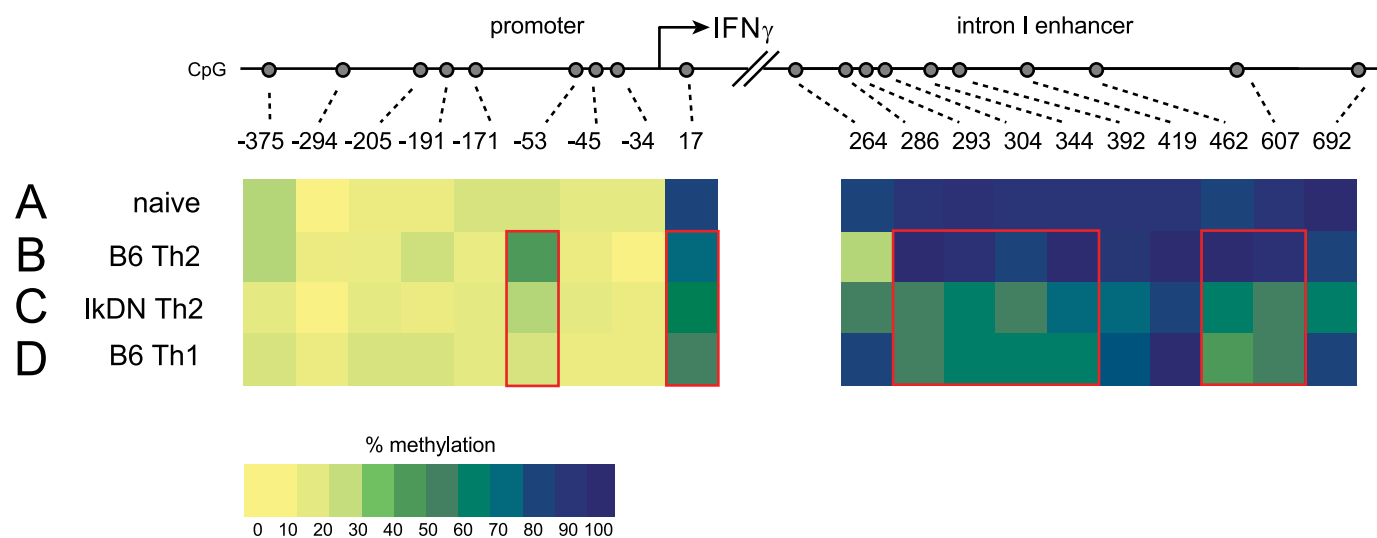 promoter IFNγ intron I enhancer
CpG
-375 -294 -205 -191 -171 -53 -45 -34 17 264 286 293 304 344 392 419 462 607 692
A naive
B B6 Th2
C IkDN Th2
D B6 Th1
% methylation
0 10 20 30 40 50 60 70 80 90 100